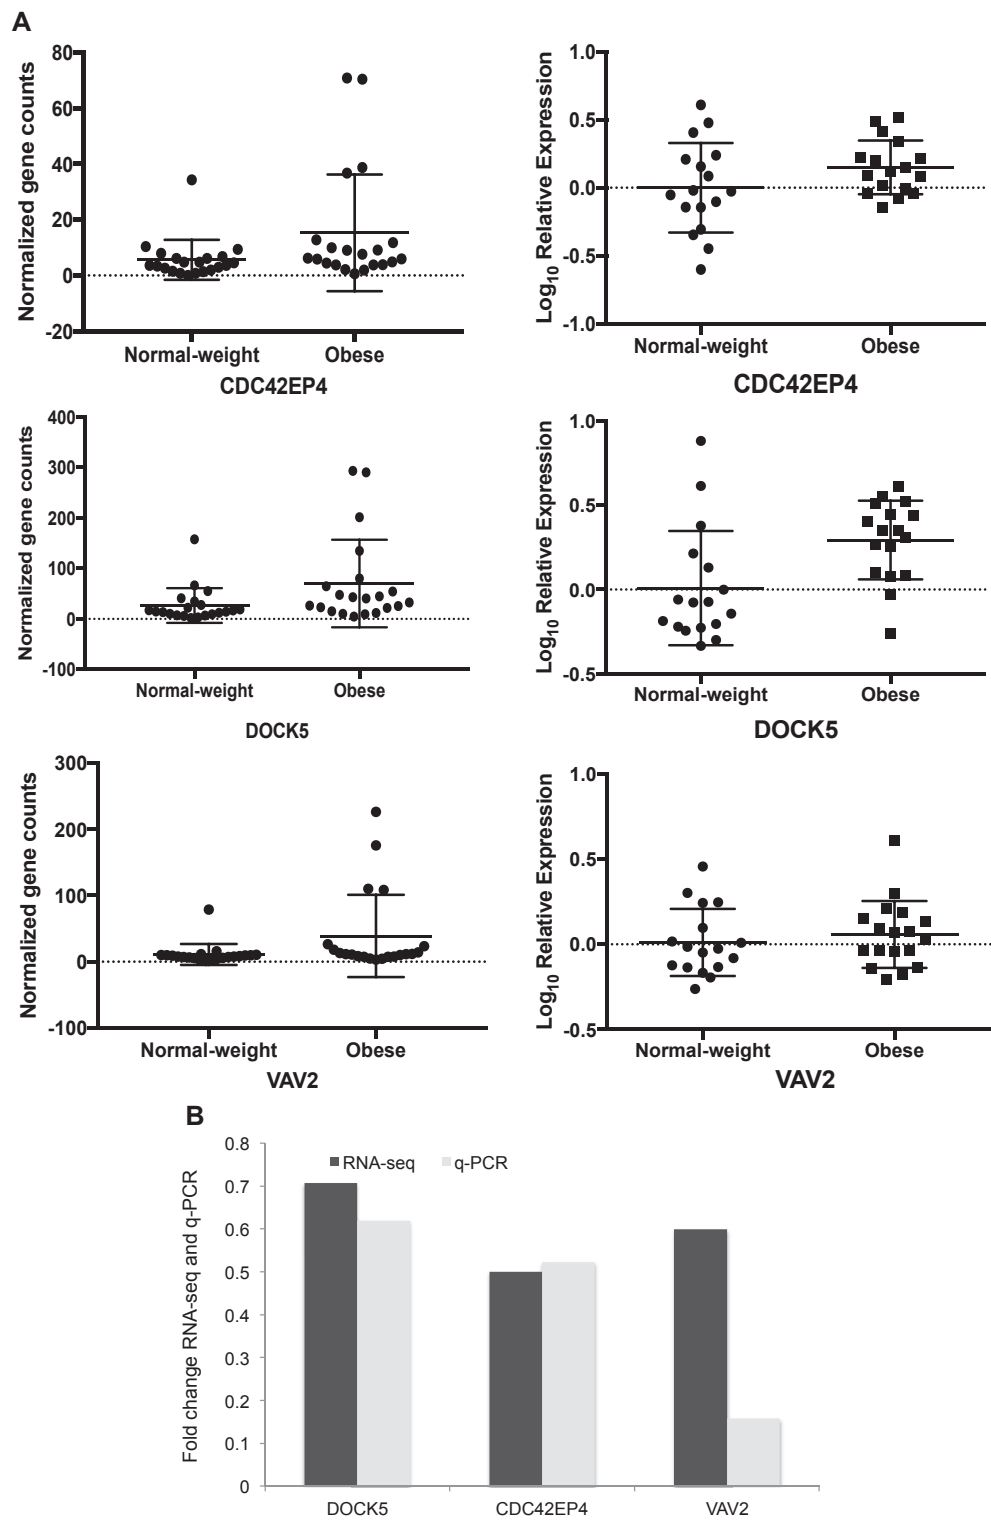 A
Normalized gene counts
80
60
40
20
0
-20
Normal-weight
Obese
CDC42EP4
Log10 Relative Expression
1.0
0.5
0.0
-0.5
-1.0
Normal-weight
Obese
CDC42EP4
Normalized gene counts
400
300
200
100
0
-100
Normal-weight
Obese
DOCK5
Log10 Relative Expression
1.0
0.5
0.0
-0.5
Normal-weight
Obese
DOCK5
Normalized gene counts
300
200
100
0
-100
Normal-weight
Obese
VAV2
Log10 Relative Expression
1.0
0.5
0.0
-0.5
Normal-weight
Obese
VAV2
B
Fold change RNA-seq and q-PCR
0.8
0.7
0.6
0.5
0.4
0.3
0.2
0.1
0
RNA-seq
q-PCR
DOCK5
CDC42EP4
VAV2